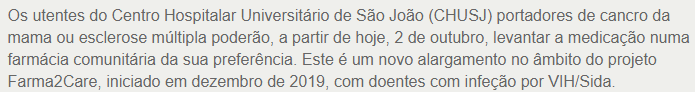 Os utentes do Centro Hospitalar Universitário de São João (CHUSJ) portadores de cancro da
mama ou esclerose múltipla poderão, a partir de hoje, 2 de outubro, levantar a medicação numa
farmácia comunitária da sua preferência. Este é um novo alargamento no âmbito do projeto
Farma2Care, iniciado em dezembro de 2019, com doentes com infeção por VIH/Sida.